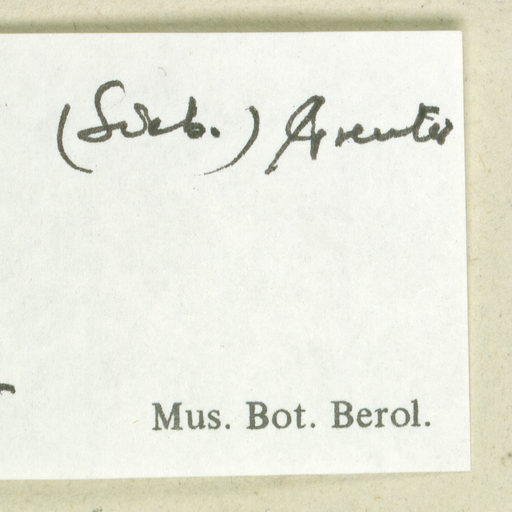 (Sieb.) Greuter
Mus. Bot. Berol.